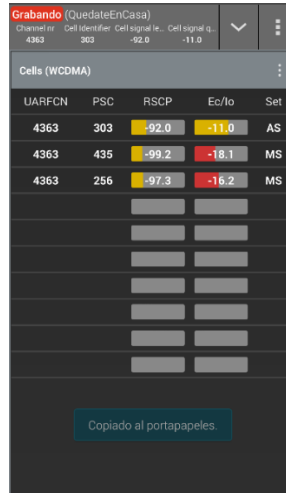 Grabando (QuedateEnCasa)
Channel nr Cell Identifier Cell signal le... Cell signal q...
4363 303 -92.0 -11.0
Cells (WCDMA)
UARFCN PSC RSCP Ec/Io Set
4363 303 -92.0 -11.0 AS
4363 435 -99.2 -18.1 MS
4363 256 -97.3 -16.2 MS
Copiado al portapapeles.